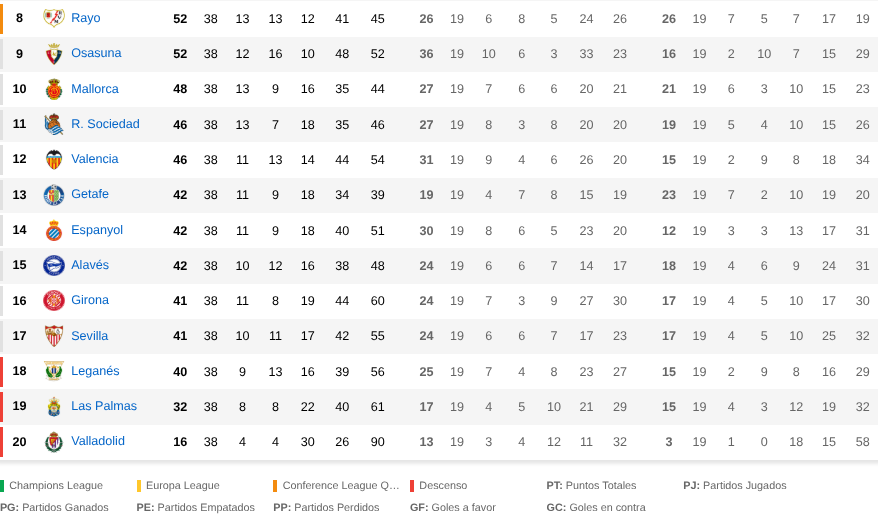 8 Rayo 52 38 13 13 12 41 45 26 19 6 8 5 24 26 26 19 7 5 7 17 19
9 Osasuna 52 38 12 16 10 48 52 36 19 10 6 3 33 23 16 19 2 10 7 15 29
10 Mallorca 48 38 13 9 16 35 44 27 19 7 6 6 20 21 21 19 6 3 10 15 23
11 R. Sociedad 46 38 13 7 18 35 46 27 19 8 3 8 20 20 19 19 5 4 10 15 26
12 Valencia 46 38 11 13 14 44 54 31 19 9 4 6 26 20 15 19 2 9 8 18 34
13 Getafe 42 38 11 9 18 34 39 19 19 4 7 8 15 19 23 19 7 2 10 19 20
14 Espanyol 42 38 11 9 18 40 51 30 19 8 6 5 23 20 12 19 3 3 13 17 31
15 Alavés 42 38 10 12 16 38 48 24 19 6 6 7 14 17 18 19 4 6 9 24 31
16 Girona 41 38 11 8 19 44 60 24 19 7 3 9 27 30 17 19 4 5 10 17 30
17 Sevilla 41 38 10 11 17 42 55 24 19 6 6 7 17 23 17 19 4 5 10 25 32
18 Leganés 40 38 9 13 16 39 56 25 19 7 4 8 23 27 15 19 2 9 8 16 29
19 Las Palmas 32 38 8 8 22 40 61 17 19 4 5 10 21 29 15 19 4 3 12 19 32
20 Valladolid 16 38 4 4 30 26 90 13 19 3 4 12 11 32 3 19 1 0 18 15 58
Champions League Europa League Conference League Q... Descenso PT: Puntos Totales PJ: Partidos Jugados
PG: Partidos Ganados PE: Partidos Empatados PP: Partidos Perdidos GF: Goles a favor GC: Goles en contra